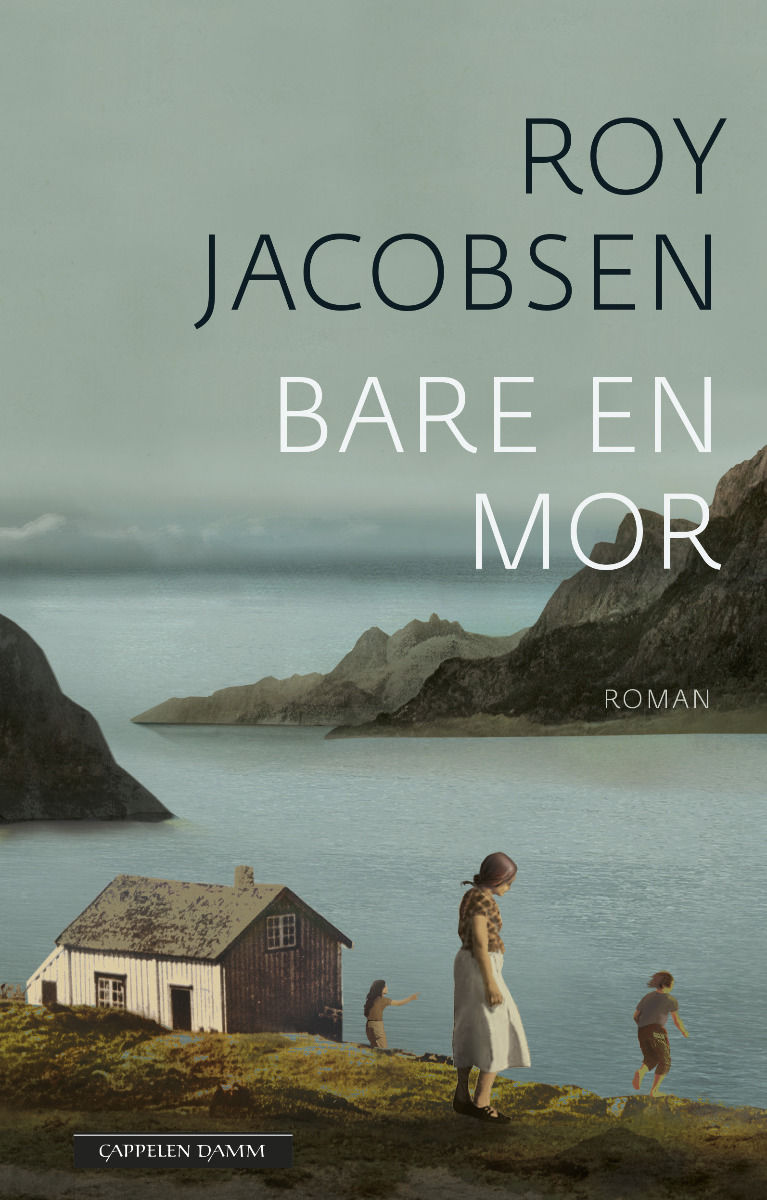 ROY
JACOBSEN
BARE EN
MOR
ROMAN
CAPPELEN DAMM